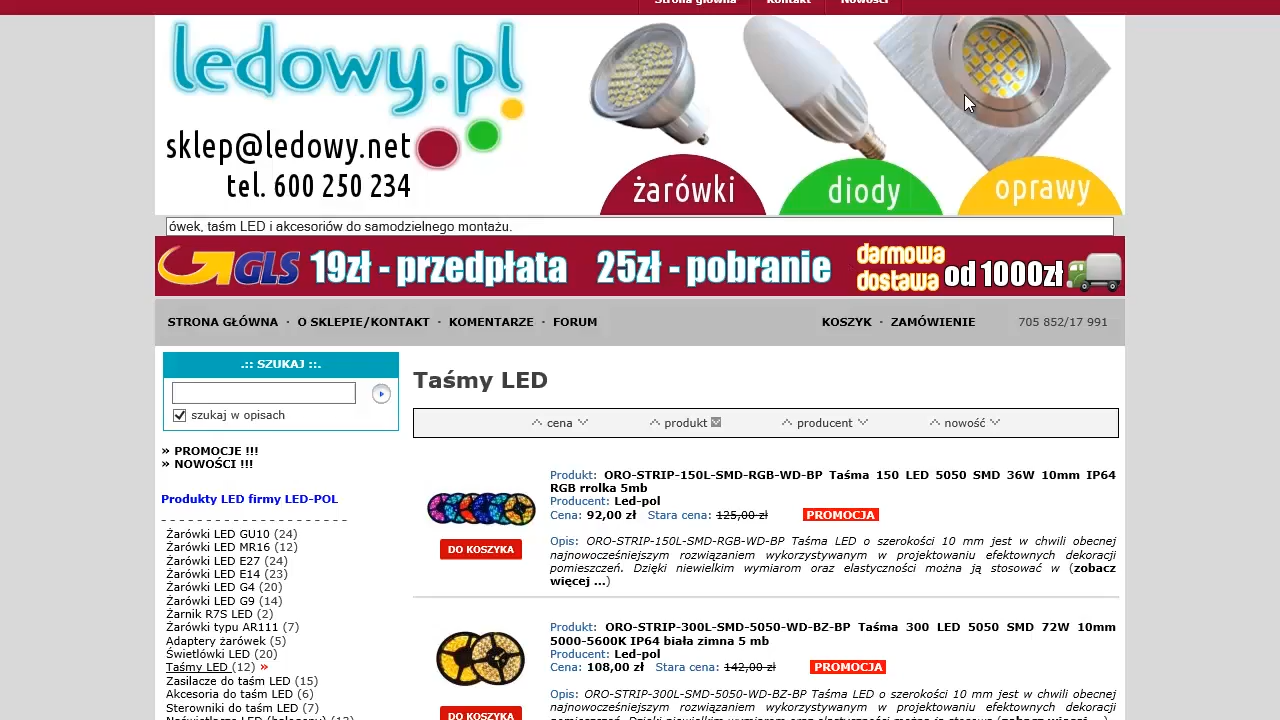 Strona główna Kontakt Nowości
ledowy.pl
sklep@ledowy.net
tel. 600 250 234
żarówki diody oprawy
ówek, taśm LED i akcesoriów do samodzielnego montażu.
GLS 19zł - przedpłata 25zł - pobranie darmowa dostawa od 1000zł
STRONA GŁÓWNA · O SKLEPIE/KONTAKT · KOMENTARZE · FORUM KOSZYK · ZAMÓWIENIE 705 852/17 991
.:: SZUKAJ ::.
szukaj w opisach
» PROMOCJE !!!
» NOWOŚCI !!!
Produkty LED firmy LED-POL
- - - - - - - - - - - - - - - - - - - -
Żarówki LED GU10 (24)
Żarówki LED MR16 (12)
Żarówki LED E27 (24)
Żarówki LED E14 (23)
Żarówki LED G4 (20)
Żarówki LED G9 (14)
Żarnik R7S LED (2)
Żarówki typu AR111 (7)
Adaptery żarówek (5)
Świetlówki LED (20)
Taśmy LED (12) »
Zasilacze do taśm LED (15)
Akcesoria do taśm LED (6)
Sterowniki do taśm LED (7)
Naświetlacze LED (halogeny) (12)
Taśmy LED
cena produkt producent nowość
Produkt: ORO-STRIP-150L-SMD-RGB-WD-BP Taśma 150 LED 5050 SMD 36W 10mm IP64
RGB rrolka 5mb
Producent: Led-pol
Cena: 92,00 zł Stara cena: 125,00 zł PROMOCJA
DO KOSZYKA
Opis: ORO-STRIP-150L-SMD-RGB-WD-BP Taśma LED o szerokości 10 mm jest w chwili obecnej
najnowocześniejszym rozwiązaniem wykorzystywanym w projektowaniu efektownych dekoracji
pomieszczeń. Dzięki niewielkim wymiarom oraz elastyczności można ją stosować w (zobacz
więcej ...)
Produkt: ORO-STRIP-300L-SMD-5050-WD-BZ-BP Taśma 300 LED 5050 SMD 72W 10mm
5000-5600K IP64 biała zimna 5 mb
Producent: Led-pol
Cena: 108,00 zł Stara cena: 142,00 zł PROMOCJA
Opis: ORO-STRIP-300L-SMD-5050-WD-BZ-BP Taśma LED o szerokości 10 mm jest w chwili obecnej
najnowocześniejszym rozwiązaniem wykorzystywanym w projektowaniu efektownych dekoracji
DO KOSZYKA